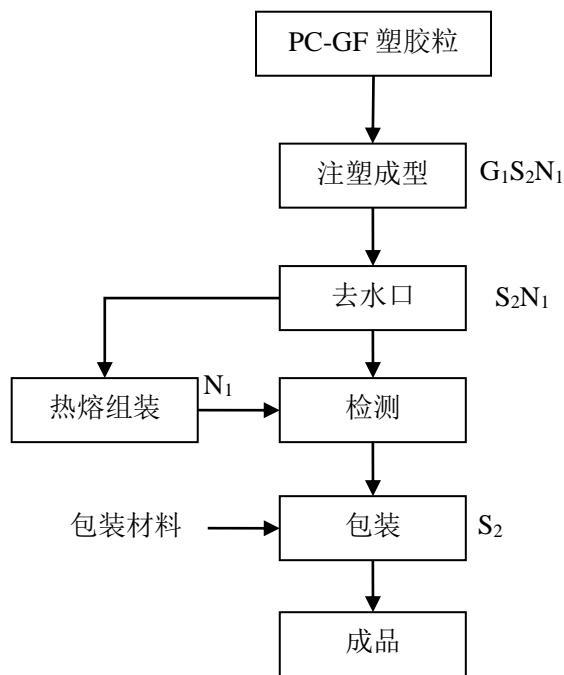 PC-GF 塑胶粒
注塑成型
G₁S₂N₁
去水口
S₂N₁
热熔组装
N₁
检测
包装材料
包装
S₂
成品